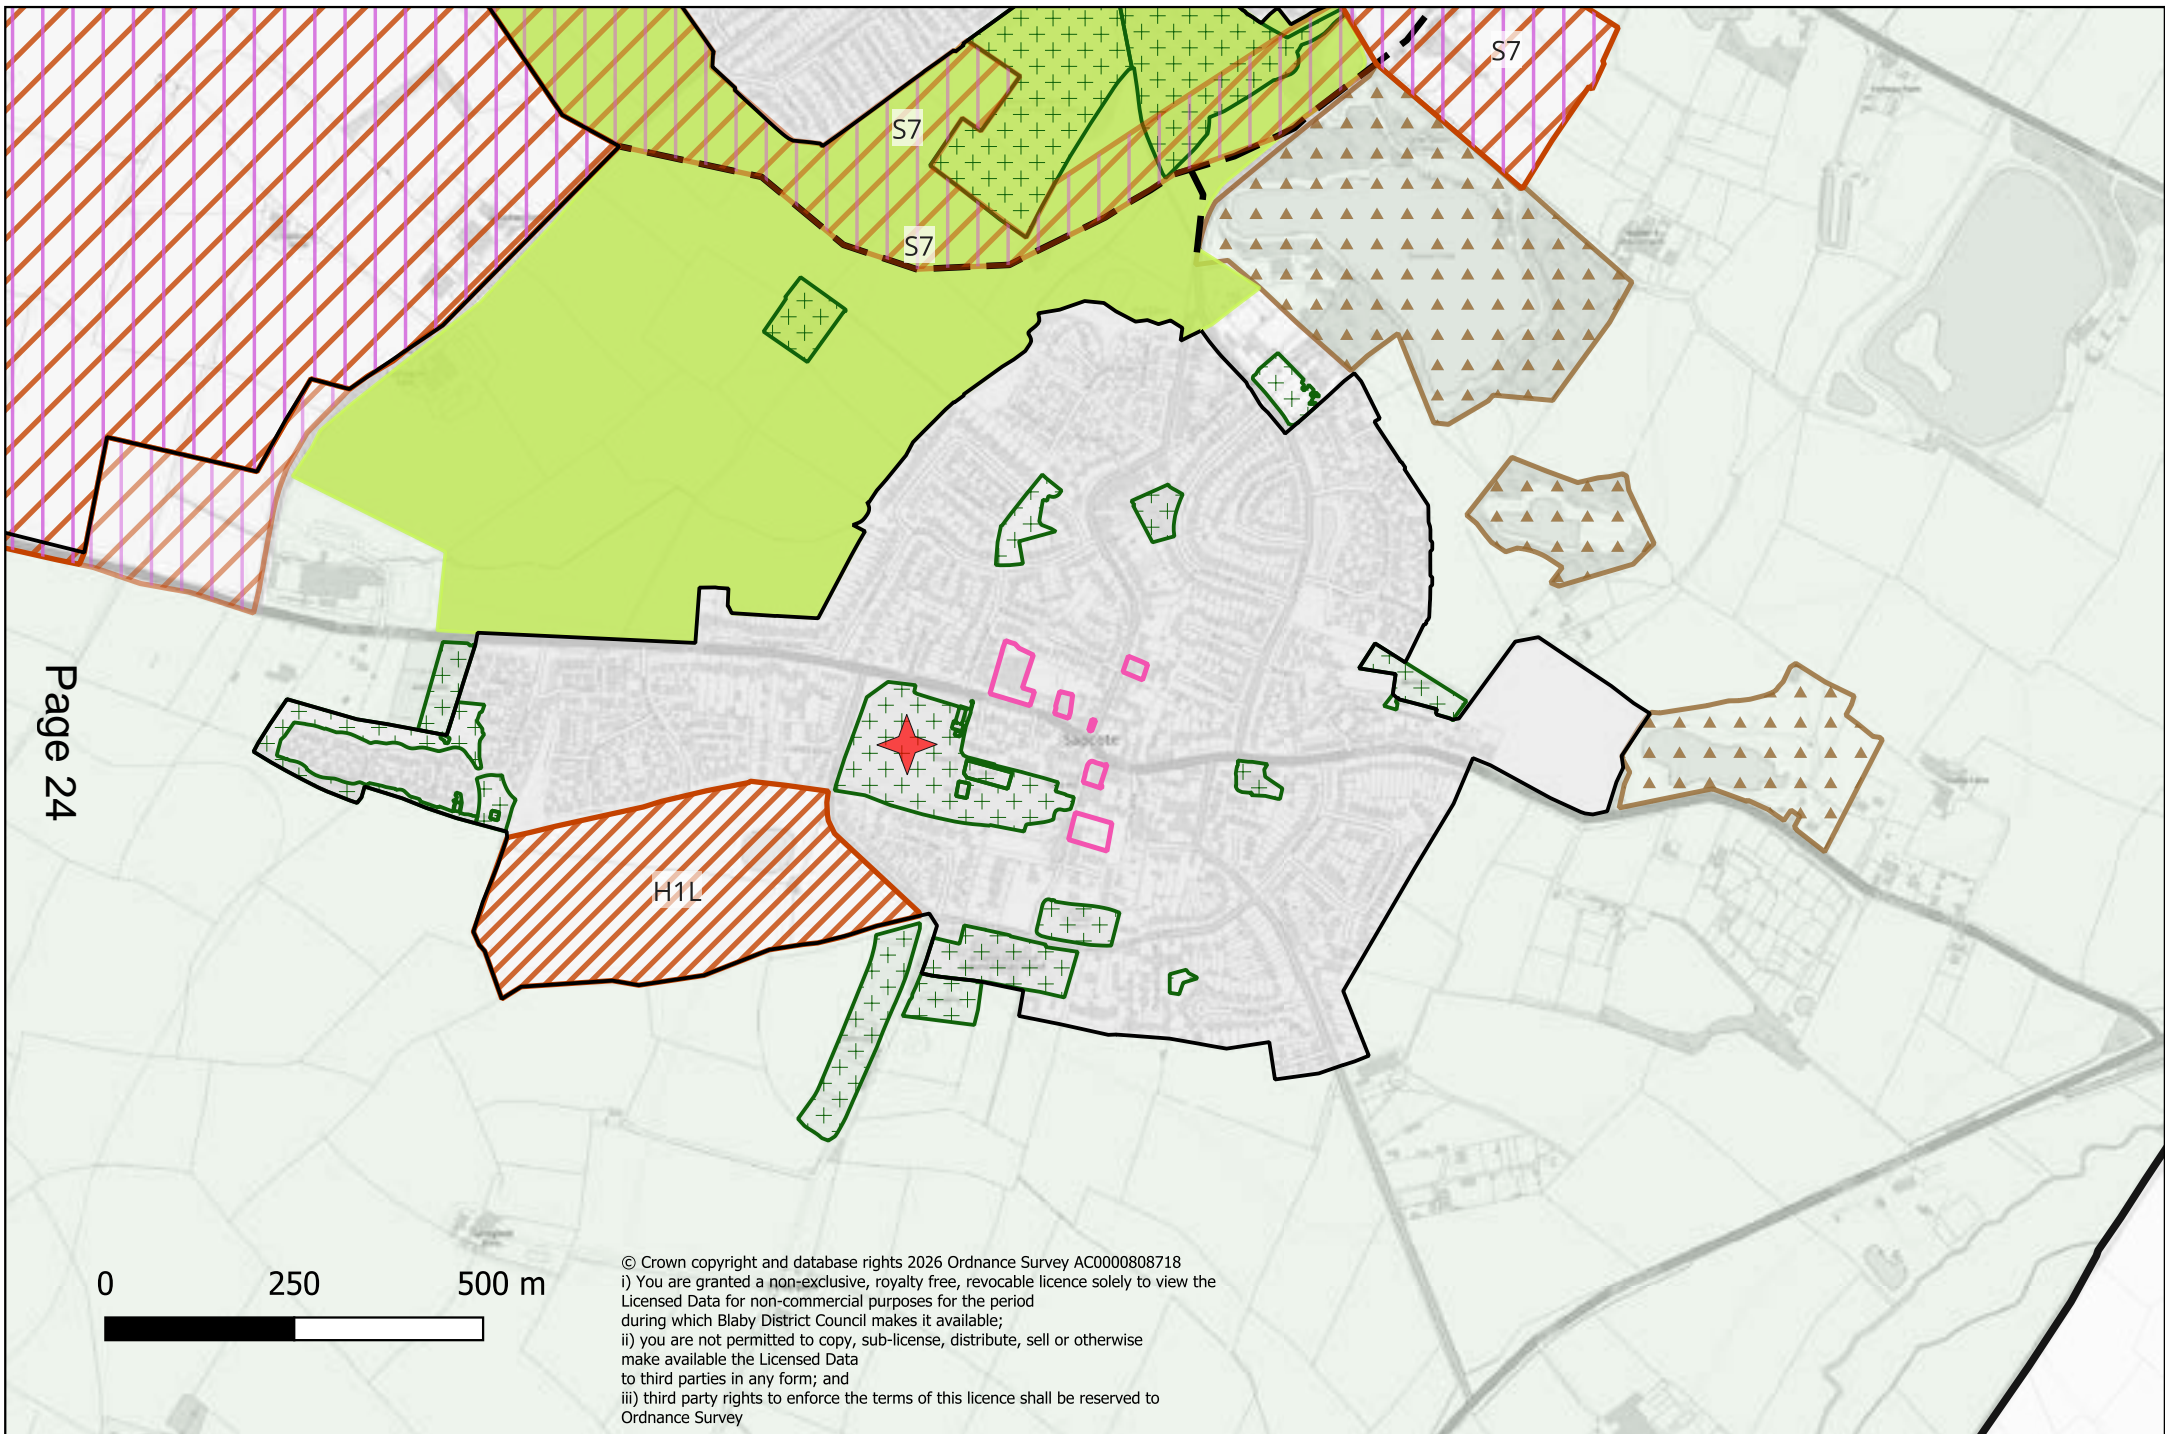 S7
S7
S7
Sapcote
Page 24
H1L
0 250 500 m
© Crown copyright and database rights 2026 Ordnance Survey AC0000808718
i) You are granted a non-exclusive, royalty free, revocable licence solely to view the
Licensed Data for non-commercial purposes for the period
during which Blaby District Council makes it available;
ii) you are not permitted to copy, sub-license, distribute, sell or otherwise
make available the Licensed Data
to third parties in any form; and
iii) third party rights to enforce the terms of this licence shall be reserved to
Ordnance Survey